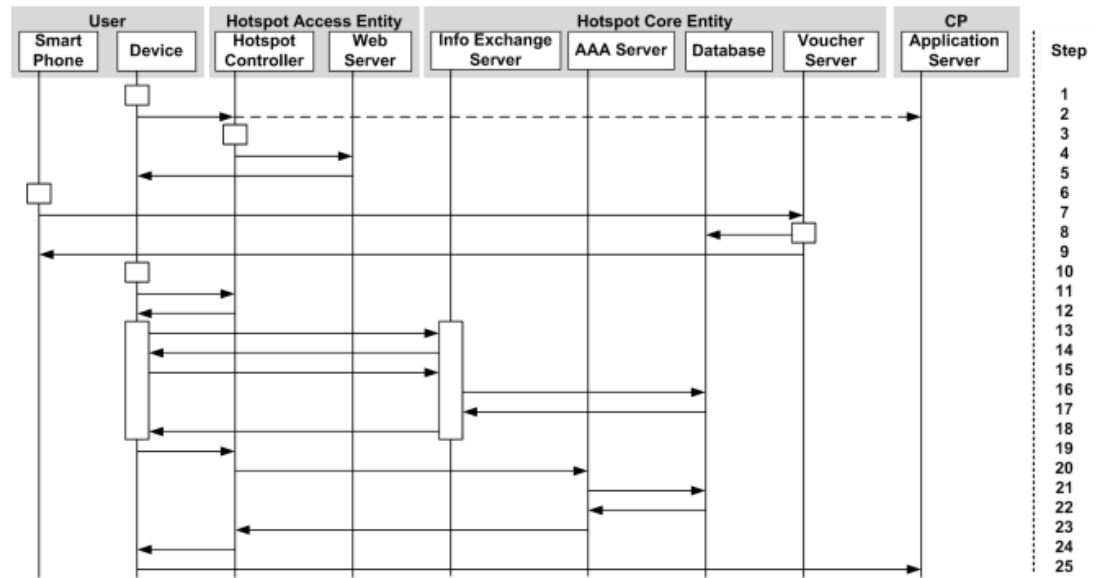 User
Hotspot Access Entity
Hotspot Core Entity
CP
Smart
Phone
Device
Hotspot
Controller
Web
Server
Info Exchange
Server
AAA Server
Database
Voucher
Server
Application
Server
Step
1
2
3
4
5
6
7
8
9
10
11
12
13
14
15
16
17
18
19
20
21
22
23
24
25